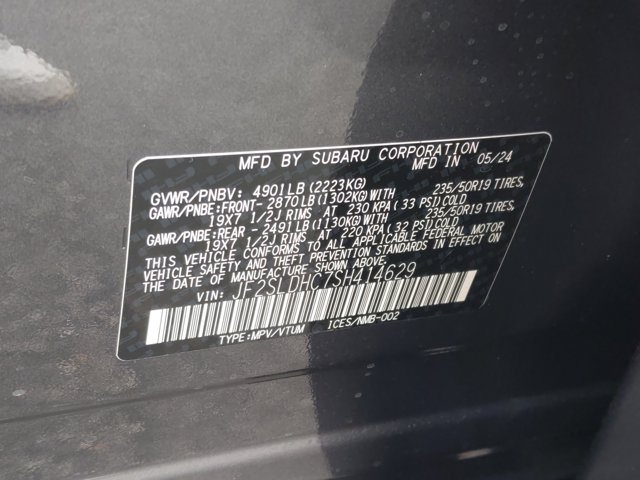 MFD BY SUBARU CORPORATION
MFD IN 05/24
GVWR/PNBV: 4901LB (2223KG)
GAWR/PNBE:FRONT- 2870LB (1302KG)WITH 235/50R19 TIRES,
19X7 1/2J RIMS AT 230 KPA ( 33 PSI) COLD
GAWR/PNBE:REAR - 2491LB (1130KG)WITH 235/50R19 TIRES,
19X7 1/2J RIMS AT 220 KPA ( 32 PSI) COLD
THIS VEHICLE CONFORMS TO ALL APPLICABLE FEDERAL MOTOR
VEHICLE SAFETY AND THEFT PREVENTION STANDARDS IN EFFECT ON
THE DATE OF MANUFACTURE SHOWN ABOVE.
VIN: JF2SLDHC7SH414629
TYPE:MPV/VTUM ICES/NMB-002